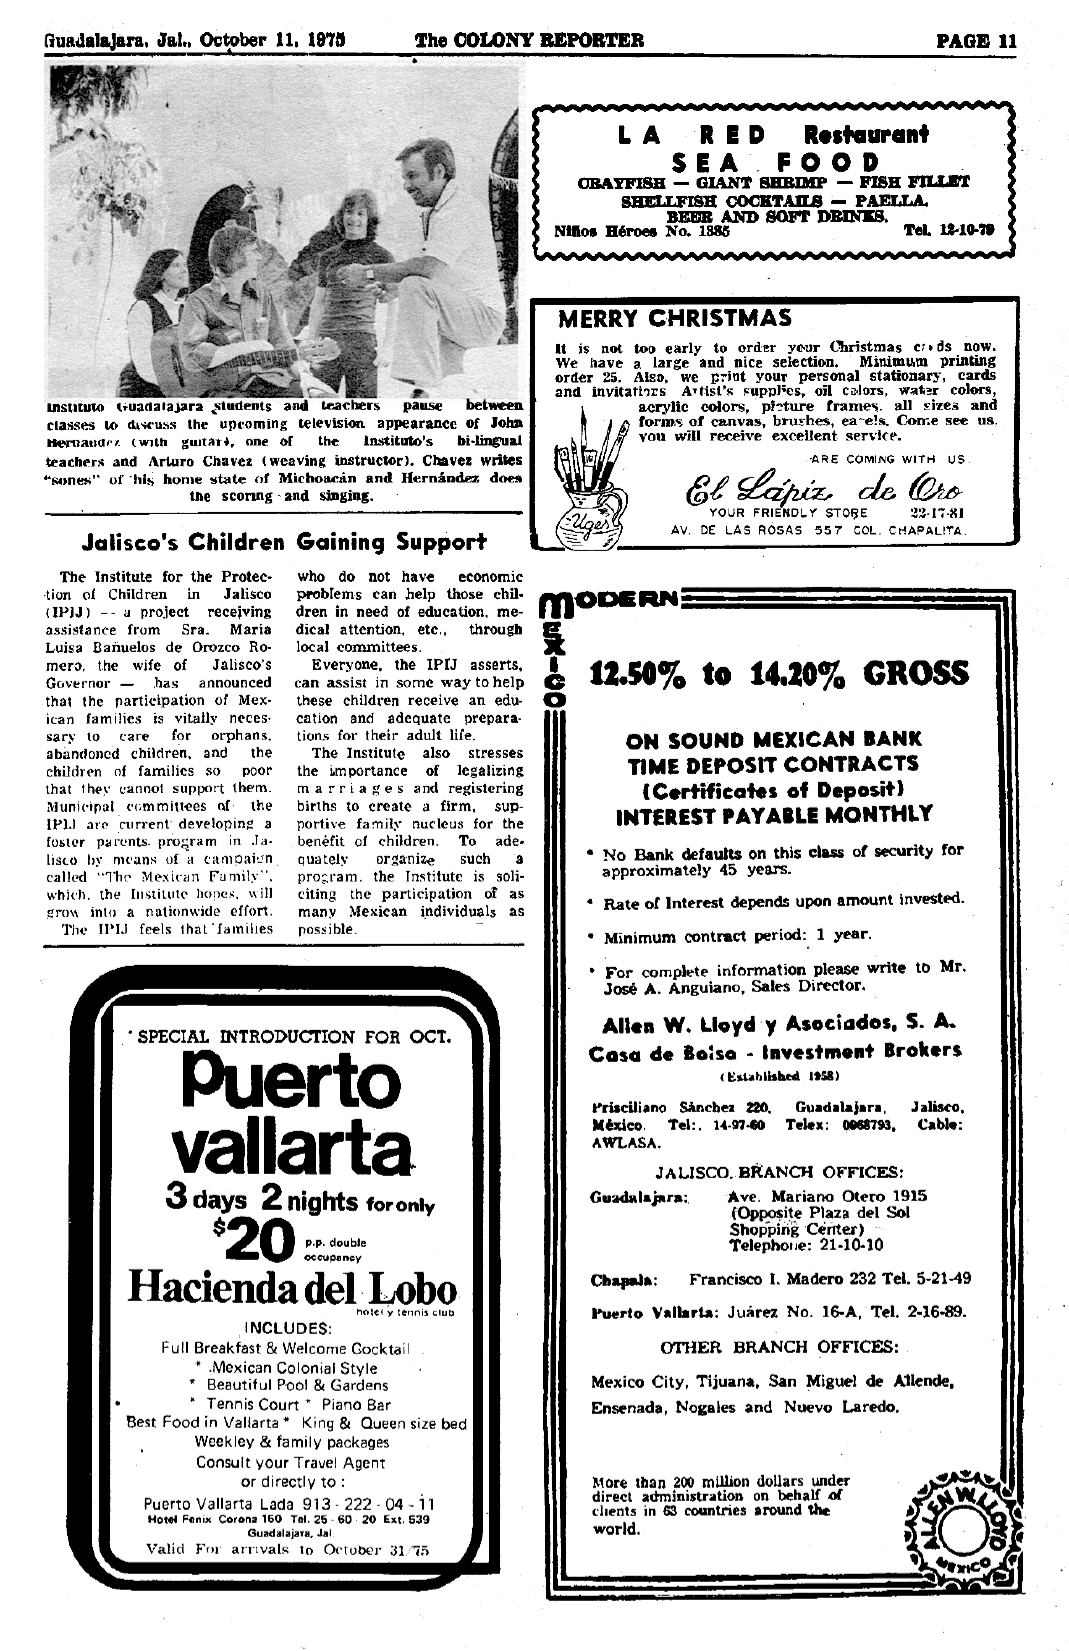 Guadalajara, Jal., October 11, 1975 The COLONY REPORTER PAGE 11
Instituto Guadalajara students and teachers pause between
classes to discuss the upcoming television appearance of John
Hernandez (with guitar), one of the Instituto's bi-lingual
teachers and Arturo Chavez (weaving instructor). Chavez writes
"sones" of his home state of Michoacán and Hernández does
the scoring and singing.
Jalisco's Children Gaining Support
The Institute for the Protec-
tion of Children in Jalisco
(IPIJ) -- a project receiving
assistance from Sra. Maria
Luisa Bañuelos de Orozco Ro-
mero, the wife of Jalisco's
Governor — has announced
that the participation of Mex-
ican families is vitally neces-
sary to care for orphans,
abandoned children, and the
children of families so poor
that they cannot support them.
Municipal committees of the
IPIJ are current developing a
foster parents program in Ja-
lisco by means of a campaign
called "The Mexican Family",
which, the Institute hopes, will
grow into a nationwide effort.
The IPIJ feels that families
who do not have economic
problems can help those chil-
dren in need of education, me-
dical attention, etc., through
local committees.
Everyone, the IPIJ asserts,
can assist in some way to help
these children receive an edu-
cation and adequate prepara-
tions for their adult life.
The Institute also stresses
the importance of legalizing
marriages and registering
births to create a firm, sup-
portive family nucleus for the
benefit of children. To ade-
quately organize such a
program, the Institute is soli-
citing the participation of as
many Mexican individuals as
possible.
* SPECIAL INTRODUCTION FOR OCT.
Puerto
vallarta
3 days 2 nights for only
$20 p.p. double
occupancy
Hacienda del Lobo
hotel y tennis club
INCLUDES:
Full Breakfast & Welcome Cocktail
* Mexican Colonial Style
* Beautiful Pool & Gardens
* Tennis Court * Piano Bar
Best Food in Vallarta * King & Queen size bed
Weekley & family packages
Consult your Travel Agent
or directly to :
Puerto Vallarta Lada 913 - 222 - 04 - 11
Hotel Fenix Corona 160 Tel. 25 - 60 - 20 Ext. 539
Guadalajara, Jal.
Valid For arrivals to October 31/75
LA RED Restaurant
SEA FOOD
CRAYFISH — GIANT SHRIMP — FISH FILLET
SHELLFISH COCKTAILS — PAELLA.
BEER AND SOFT DRINKS.
Niños Héroes No. 1385 Tel. 12-10-79
MERRY CHRISTMAS
It is not too early to order your Christmas cards now.
We have a large and nice selection. Minimum printing
order 25. Also, we print your personal stationary, cards
and invitations Artist's supplies, oil colors, water colors,
acrylic colors, picture frames, all sizes and
forms of canvas, brushes, easels. Come see us,
you will receive excellent service.
ARE COMING WITH US
El Lápiz de Oro
YOUR FRIENDLY STORE 22-17-81
AV. DE LAS ROSAS 557 COL. CHAPALITA.
Uger
MODERN
MEXICO
12.50% to 14.20% GROSS
ON SOUND MEXICAN BANK
TIME DEPOSIT CONTRACTS
(Certificates of Deposit)
INTEREST PAYABLE MONTHLY
* No Bank defaults on this class of security for
approximately 45 years.
* Rate of Interest depends upon amount invested.
* Minimum contract period: 1 year.
* For complete information please write to Mr.
José A. Anguiano, Sales Director.
Allen W. Lloyd y Asociados, S. A.
Casa de Bolsa - Investment Brokers
(Established 1958)
Prisciliano Sánchez 220, Guadalajara, Jalisco,
México. Tel:. 14-97-60 Telex: 0068793, Cable:
AWLASA.
JALISCO BRANCH OFFICES:
Guadalajara: Ave. Mariano Otero 1915
(Opposite Plaza del Sol
Shopping Center)
Telephone: 21-10-10
Chapala: Francisco I. Madero 232 Tel. 5-21-49
Puerto Vallarta: Juárez No. 16-A, Tel. 2-16-89.
OTHER BRANCH OFFICES:
Mexico City, Tijuana, San Miguel de Allende,
Ensenada, Nogales and Nuevo Laredo.
More than 200 million dollars under
direct administration on behalf of
clients in 63 countries around the
world.
ALLEN W. LLOYD
MEXICO